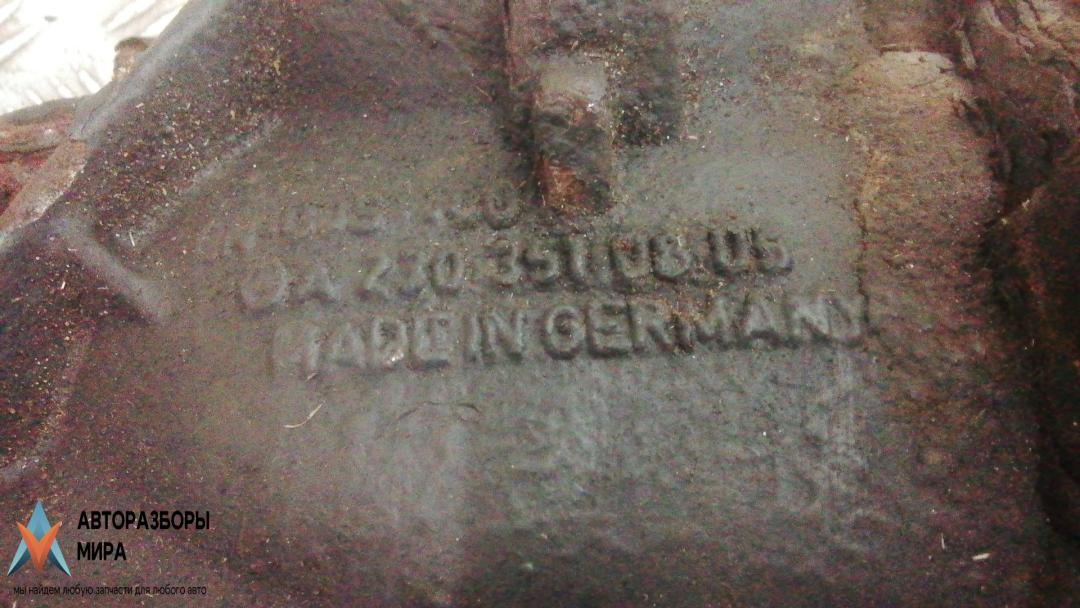 A 230 351 08 05
MADE IN GERMANY
АВТОРАЗБОРЫ
МИРА
мы найдем любую запчасти для любого авто